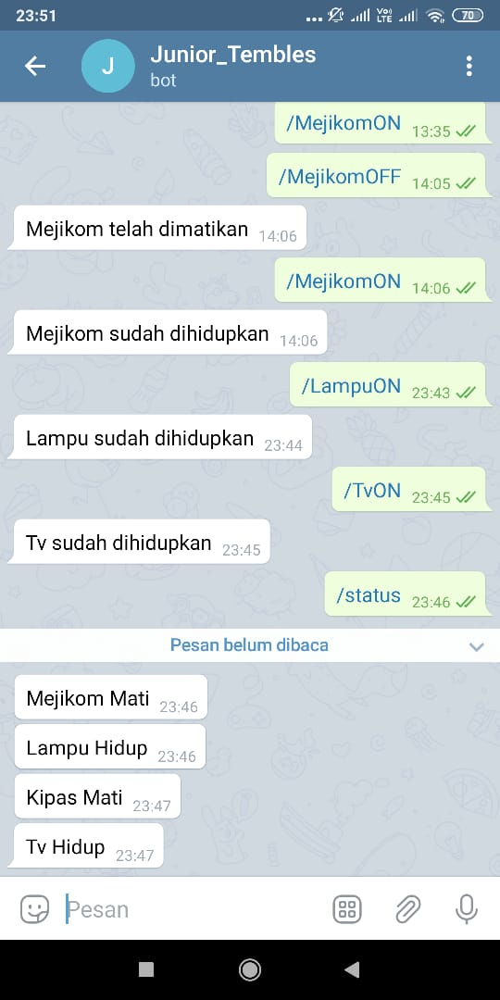 23:51
Vo)) LTE
70
J
Junior_Tembles
bot
/MejikomON 13:35
/MejikomOFF 14:05
Mejikom telah dimatikan 14:06
/MejikomON 14:06
Mejikom sudah dihidupkan 14:06
/LampuON 23:43
Lampu sudah dihidupkan 23:44
/TvON 23:45
Tv sudah dihidupkan 23:45
/status 23:46
Pesan belum dibaca
Mejikom Mati 23:46
Lampu Hidup 23:46
Kipas Mati 23:47
Tv Hidup 23:47
Pesan